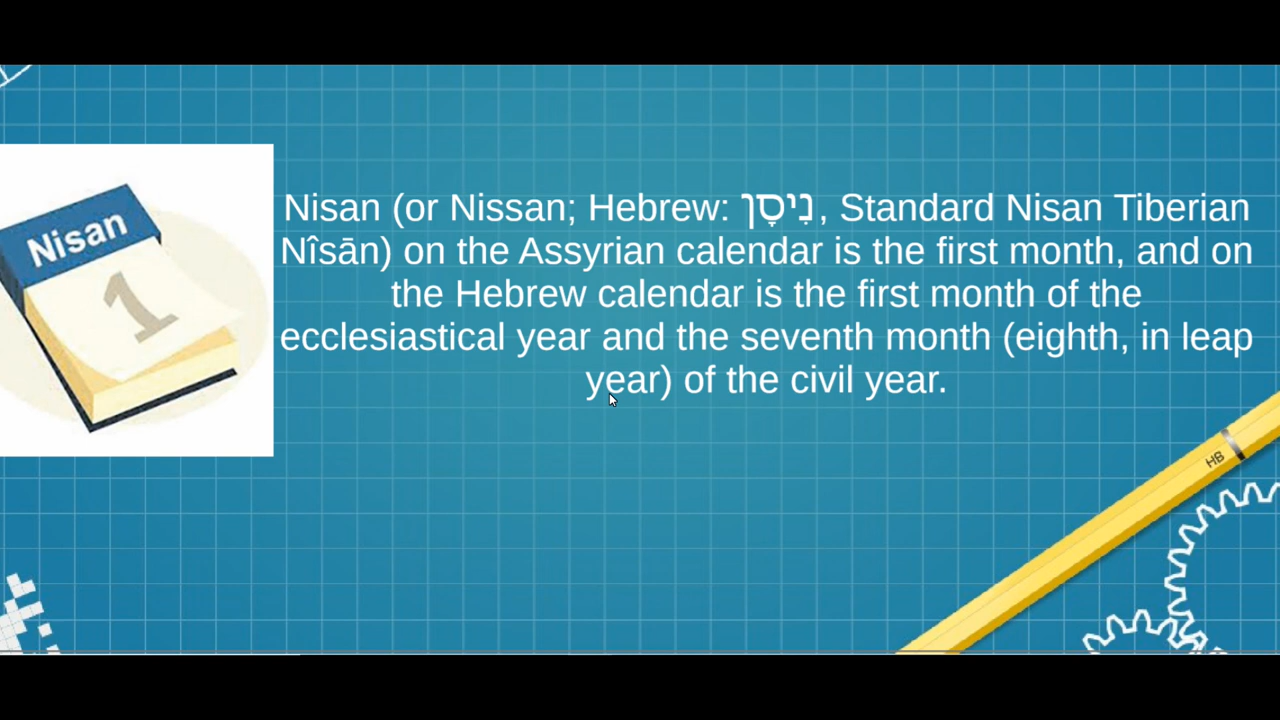 Nisan
1
Nisan (or Nissan; Hebrew: נִיסָן, Standard Nisan Tiberian
Nîsān) on the Assyrian calendar is the first month, and on
the Hebrew calendar is the first month of the
ecclesiastical year and the seventh month (eighth, in leap
year) of the civil year.
HB